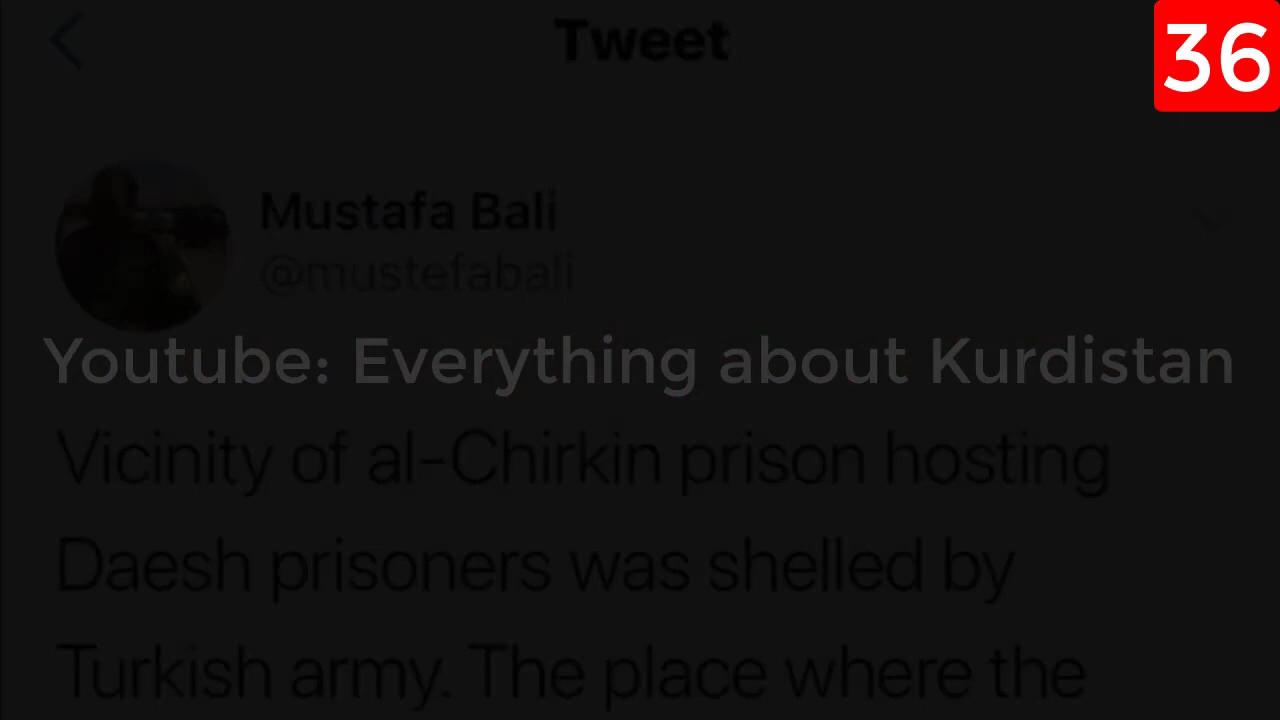 Tweet
36
Mustafa Bali
@mustefabali
Youtube: Everything about Kurdistan
Vicinity of al-Chirkin prison hosting
Daesh prisoners was shelled by
Turkish army. The place where the